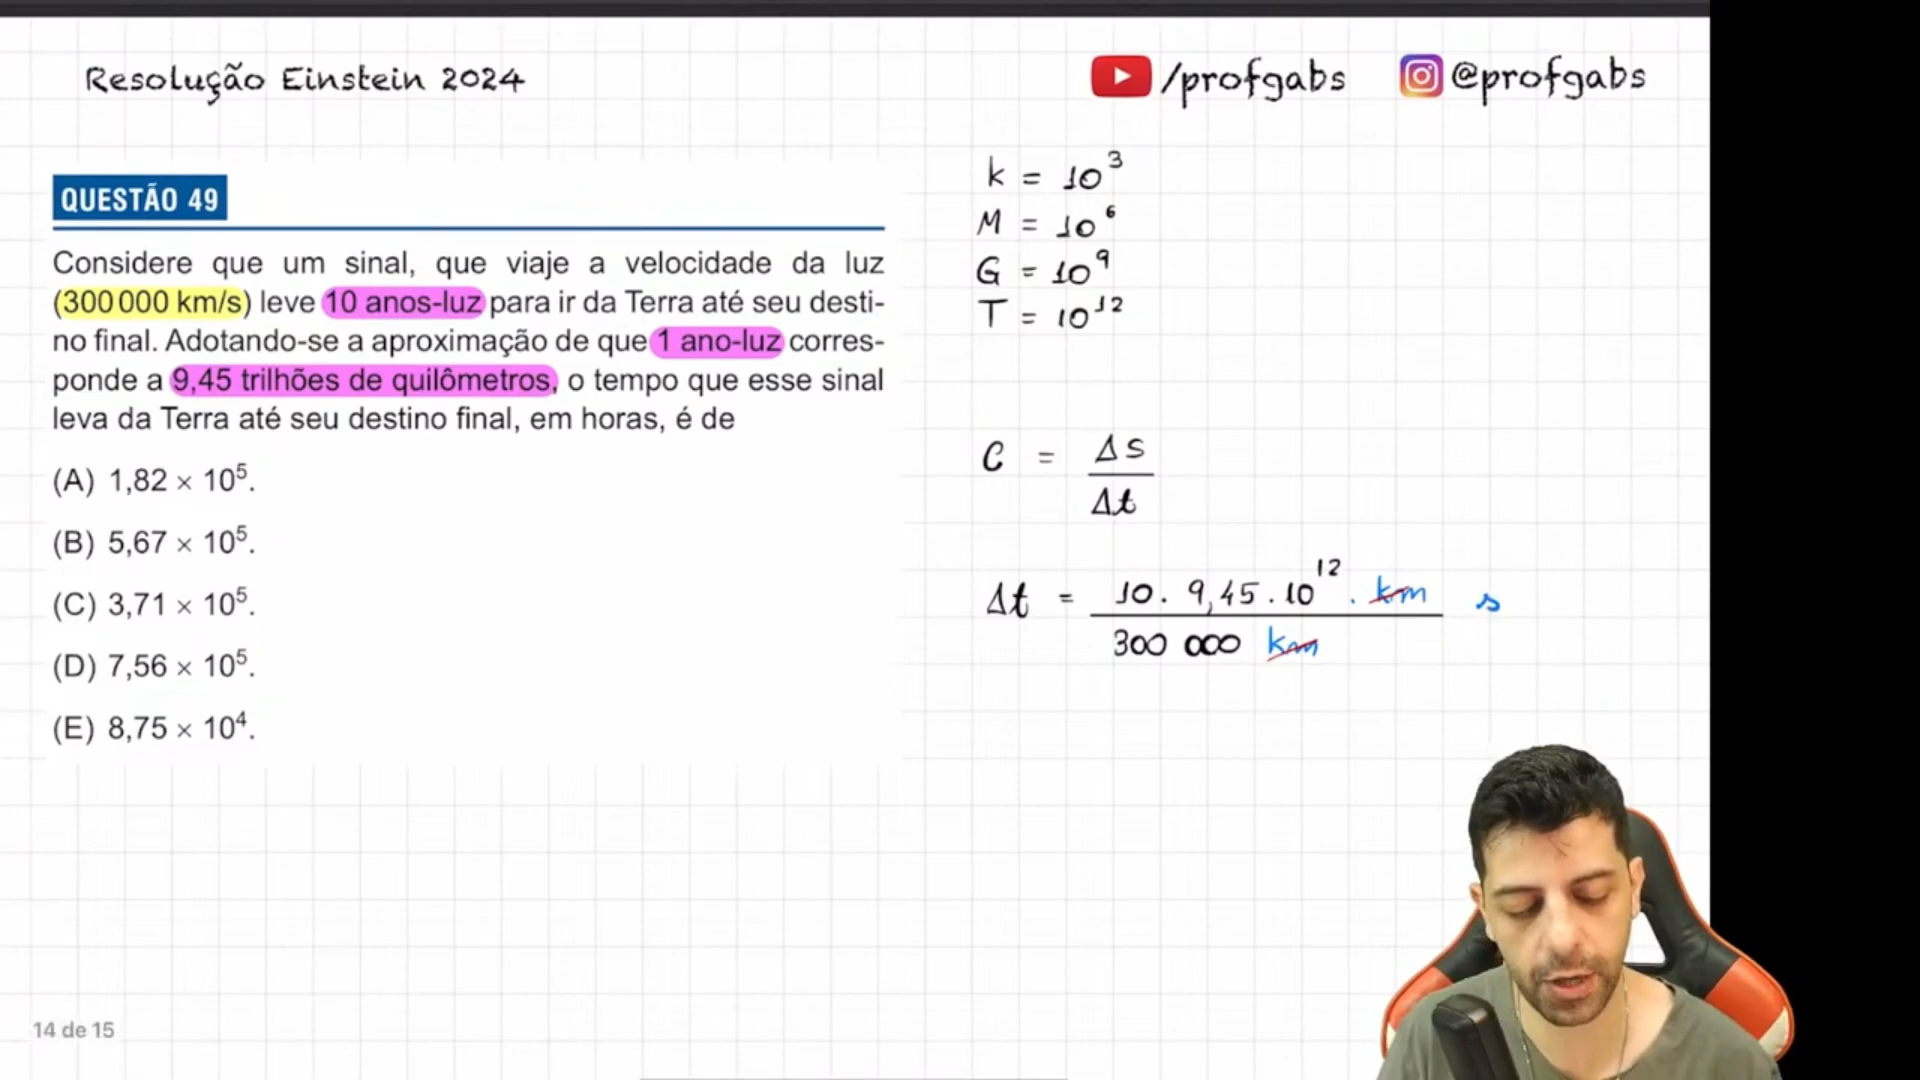 Resolução Einstein 2024
/profgabs @profgabs
QUESTÃO 49
Considere que um sinal, que viaje a velocidade da luz
(300 000 km/s) leve 10 anos-luz para ir da Terra até seu desti-
no final. Adotando-se a aproximação de que 1 ano-luz corres-
ponde a 9,45 trilhões de quilômetros, o tempo que esse sinal
leva da Terra até seu destino final, em horas, é de
(A) 1,82 × 10⁵.
(B) 5,67 × 10⁵.
(C) 3,71 × 10⁵.
(D) 7,56 × 10⁵.
(E) 8,75 × 10⁴.
k = 10³
M = 10⁶
G = 10⁹
T = 10¹²
C = Δs
Δt
Δt = 10. 9,45.10¹² . km s
300 000 km
14 de 15